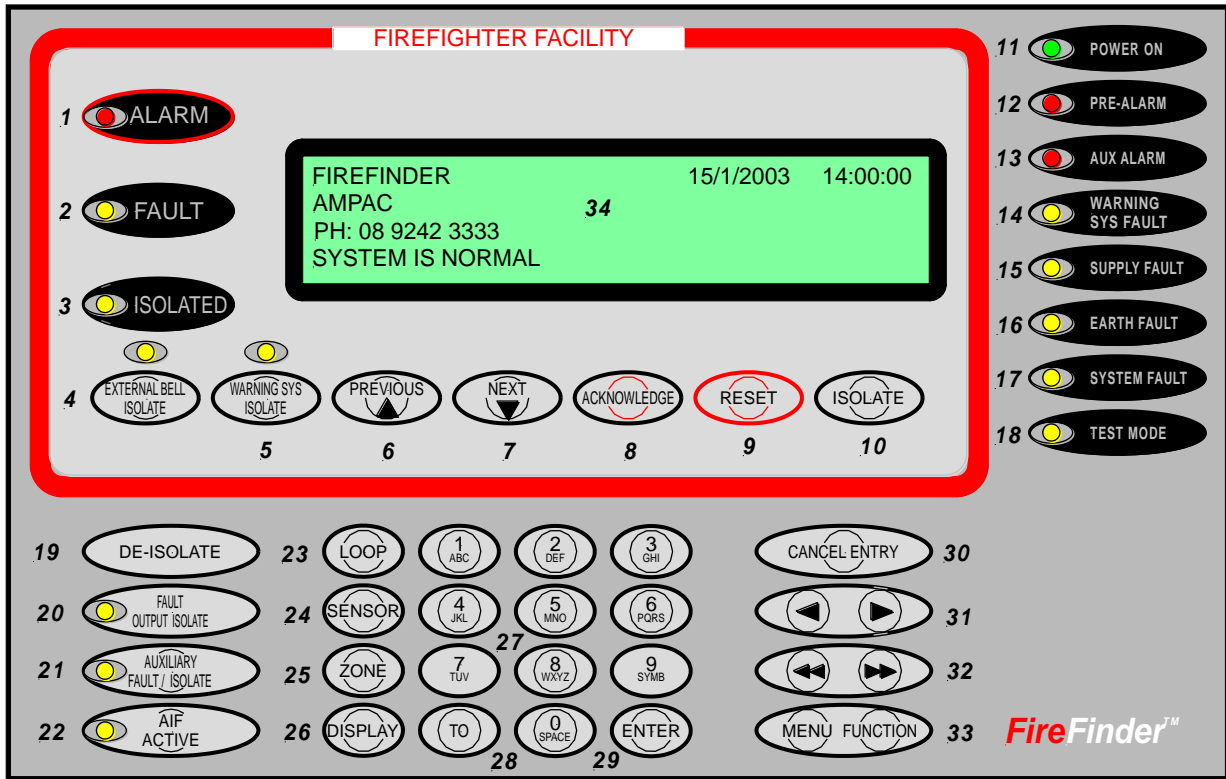 FIREFIGHTER FACILITY
1 ALARM
2 FAULT
3 ISOLATED
FIREFINDER 15/1/2003 14:00:00
AMPAC 34
PH: 08 9242 3333
SYSTEM IS NORMAL
4 EXTERNAL BELL
ISOLATE
WARNING SYS
ISOLATE
PREVIOUS
NEXT
ACKNOWLEDGE
RESET
ISOLATE
5 6 7 8 9 10
11 POWER ON
12 PRE-ALARM
13 AUX ALARM
14 WARNING
SYS FAULT
15 SUPPLY FAULT
16 EARTH FAULT
17 SYSTEM FAULT
18 TEST MODE
19 DE-ISOLATE
20 FAULT
OUTPUT ISOLATE
21 AUXILIARY
FAULT / ISOLATE
22 AIF
ACTIVE
23 LOOP
1
ABC
2
DEF
3
GHI
24 SENSOR
4
JKL
5
MNO
6
PQRS
27
25 ZONE
7
TUV
8
WXYZ
9
SYMB
26 DISPLAY
TO
0
SPACE
ENTER
28 29
CANCEL ENTRY 30
31
32
MENU FUNCTION 33
FireFinder™